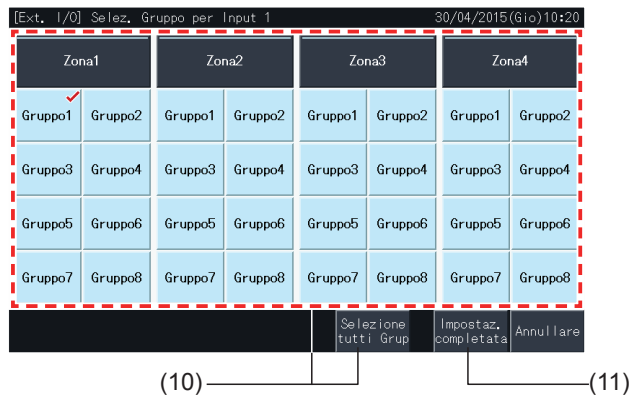 [Ext. I/O] Selez. Gruppo per Input 1 30/04/2015(Gio)10:20
Zona1 Zona2 Zona3 Zona4
Gruppo1 Gruppo2 Gruppo1 Gruppo2 Gruppo1 Gruppo2 Gruppo1 Gruppo2
Gruppo3 Gruppo4 Gruppo3 Gruppo4 Gruppo3 Gruppo4 Gruppo3 Gruppo4
Gruppo5 Gruppo6 Gruppo5 Gruppo6 Gruppo5 Gruppo6 Gruppo5 Gruppo6
Gruppo7 Gruppo8 Gruppo7 Gruppo8 Gruppo7 Gruppo8 Gruppo7 Gruppo8
Selezione
tutti Grup
Impostaz.
completata
Annullare
(10) (11)